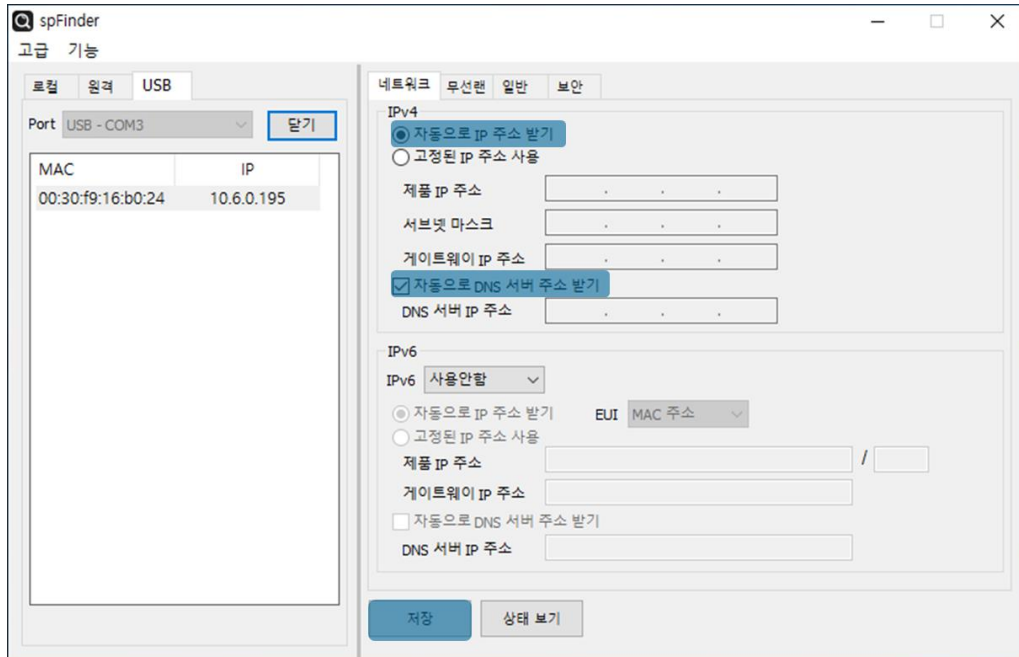 spFinder
고급 기능
로컬 원격 USB
Port USB - COM3 닫기
MAC IP
00:30:f9:16:b0:24 10.6.0.195
네트워크 무선랜 일반 보안
IPv4
자동으로 IP 주소 받기
고정된 IP 주소 사용
제품 IP 주소 . . .
서브넷 마스크 . . .
게이트웨이 IP 주소 . . .
자동으로 DNS 서버 주소 받기
DNS 서버 IP 주소 . . .
IPv6
IPv6 사용안함
자동으로 IP 주소 받기 EUI MAC 주소
고정된 IP 주소 사용
제품 IP 주소 /
게이트웨이 IP 주소
자동으로 DNS 서버 주소 받기
DNS 서버 IP 주소
저장 상태 보기